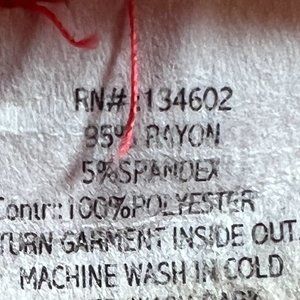 RN#:134602
95% RAYON
5%SPANDEX
Contr::100%POLYESTER
TURN GARMENT INSIDE OUT.
MACHINE WASH IN COLD